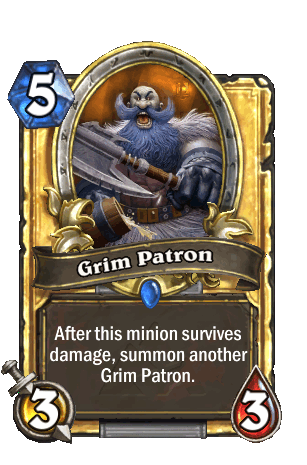 5
Grim Patron
After this minion survives
damage, summon another
Grim Patron.
3 3